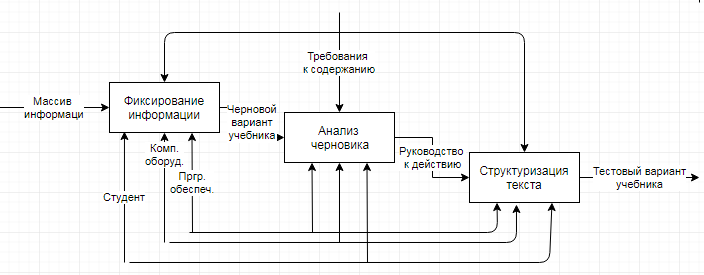 Требования
к содержанию
Массив
информаци
Фиксирование
информации
Черновой
вариант
учебника
Анализ
черновика
Комп.
оборуд.
Пргр.
обеспеч.
Студент
Руководство
к действию
Структуризация
текста
Тестовый вариант
учебника